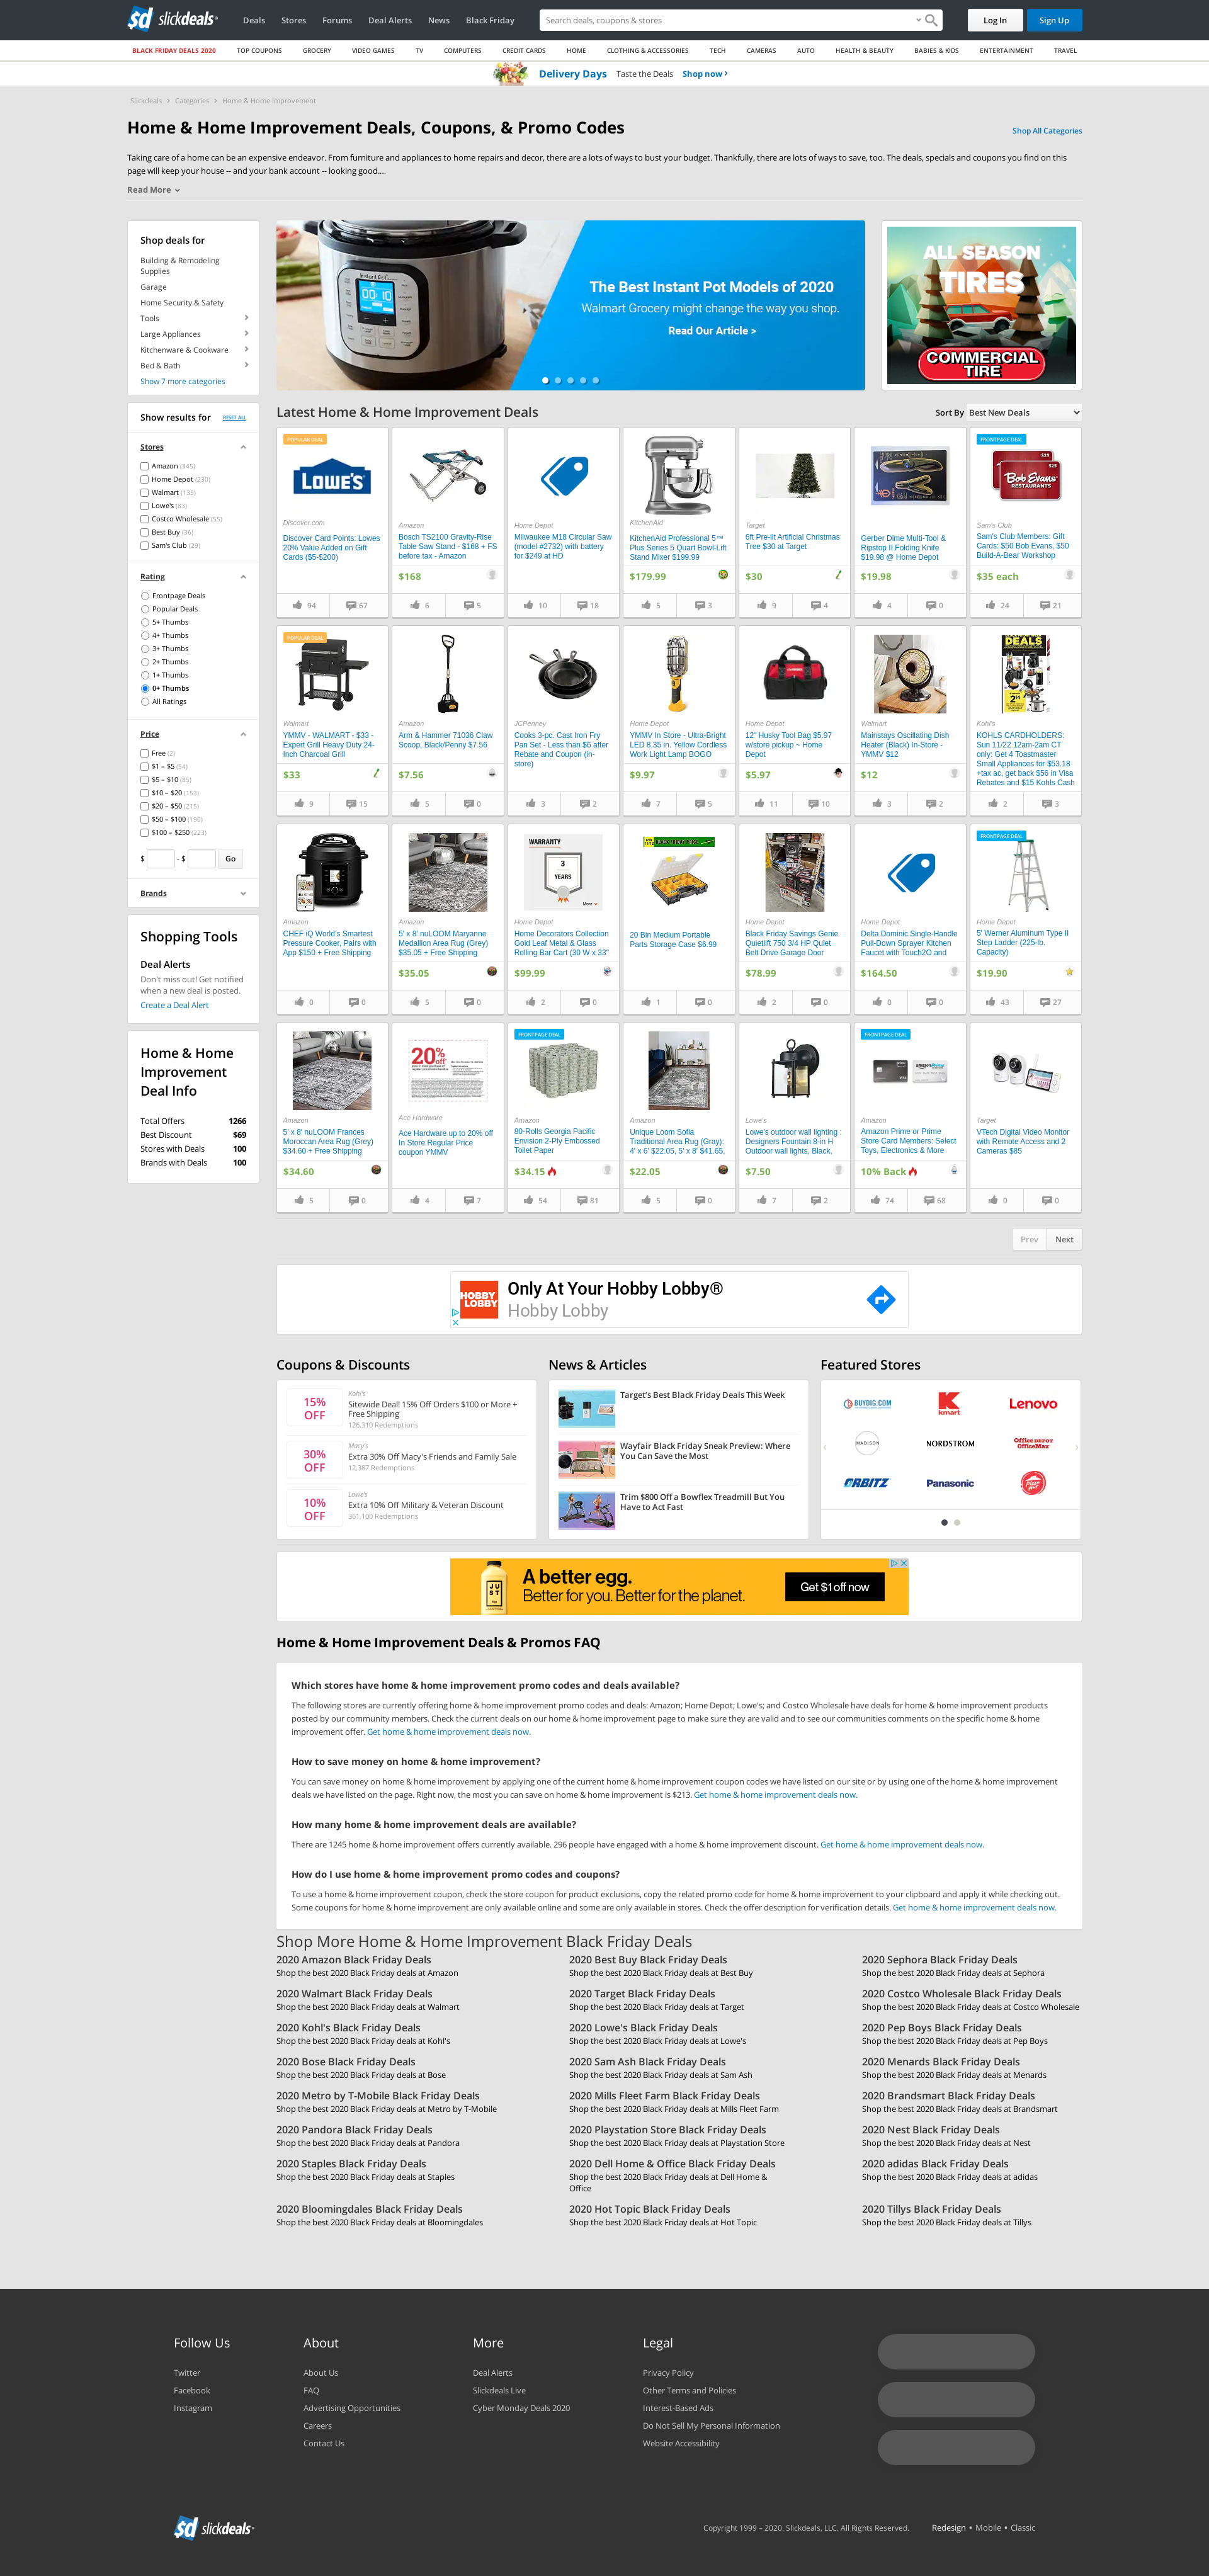 slickdeals
Deals Stores Forums Deal Alerts News Black Friday
Search deals, coupons & stores
Log In
Sign Up
BLACK FRIDAY DEALS 2020 TOP COUPONS GROCERY VIDEO GAMES TV COMPUTERS CREDIT CARDS HOME CLOTHING & ACCESSORIES TECH CAMERAS AUTO HEALTH & BEAUTY BABIES & KIDS ENTERTAINMENT TRAVEL
Delivery Days Taste the Deals Shop now ›
Slickdeals › Categories › Home & Home Improvement
Home & Home Improvement Deals, Coupons, & Promo Codes
Shop All Categories
Taking care of a home can be an expensive endeavor. From furniture and appliances to home repairs and decor, there are a lots of ways to bust your budget. Thankfully, there are lots of ways to save, too. The deals, specials and coupons you find on this
page will keep your house -- and your bank account -- looking good....
Read More
Shop deals for
Building & Remodeling
Supplies
Garage
Home Security & Safety
Tools
Large Appliances
Kitchenware & Cookware
Bed & Bath
Show 7 more categories
Show results for RESET ALL
Stores
Amazon (345)
Home Depot (230)
Walmart (135)
Lowe's (83)
Costco Wholesale (55)
Best Buy (36)
Sam's Club (29)
Rating
Frontpage Deals
Popular Deals
5+ Thumbs
4+ Thumbs
3+ Thumbs
2+ Thumbs
1+ Thumbs
0+ Thumbs
All Ratings
Price
Free (2)
$1 – $5 (54)
$5 – $10 (85)
$10 – $20 (153)
$20 – $50 (215)
$50 – $100 (190)
$100 – $250 (223)
$ - $ Go
Brands
Shopping Tools
Deal Alerts
Don't miss out! Get notified
when a new deal is posted.
Create a Deal Alert
Home & Home
Improvement
Deal Info
Total Offers 1266
Best Discount $69
Stores with Deals 100
Brands with Deals 100
The Best Instant Pot Models of 2020
Walmart Grocery might change the way you shop.
Read Our Article >
ALL SEASON
TIRES
COMMERCIAL
TIRE
Latest Home & Home Improvement Deals
Sort By Best New Deals
POPULAR DEAL
LOWE'S
Discover.com
Discover Card Points: Lowes
20% Value Added on Gift
Cards ($5-$200)
94 67
Amazon
Bosch TS2100 Gravity-Rise
Table Saw Stand - $168 + FS
before tax - Amazon
$168
6 5
Home Depot
Milwaukee M18 Circular Saw
(model #2732) with battery
for $249 at HD
10 18
KitchenAid
KitchenAid Professional 5™
Plus Series 5 Quart Bowl-Lift
Stand Mixer $199.99
$179.99
5 3
Target
6ft Pre-lit Artificial Christmas
Tree $30 at Target
$30
9 4
Gerber Dime Multi-Tool &
Ripstop II Folding Knife
$19.98 @ Home Depot
$19.98
4 0
FRONTPAGE DEAL
$25
$25
Bob Evans
RESTAURANTS
Sam's Club
Sam's Club Members: Gift
Cards: $50 Bob Evans, $50
Build-A-Bear Workshop
$35 each
24 21
POPULAR DEAL
Walmart
YMMV - WALMART - $33 -
Expert Grill Heavy Duty 24-
Inch Charcoal Grill
$33
9 15
Amazon
Arm & Hammer 71036 Claw
Scoop, Black/Penny $7.56
$7.56
5 0
JCPenney
Cooks 3-pc. Cast Iron Fry
Pan Set - Less than $6 after
Rebate and Coupon (in-
store)
3 2
Home Depot
YMMV In Store - Ultra-Bright
LED 8.35 in. Yellow Cordless
Work Light Lamp BOGO
$9.97
7 5
Home Depot
12" Husky Tool Bag $5.97
w/store pickup ~ Home
Depot
$5.97
11 10
Walmart
Mainstays Oscillating Dish
Heater (Black) In-Store -
YMMV $12
$12
3 2
DEALS
Kohl's
KOHLS CARDHOLDERS:
Sun 11/22 12am-2am CT
only: Get 4 Toastmaster
Small Appliances for $53.18
+tax ac, get back $56 in Visa
Rebates and $15 Kohls Cash
2 3
Amazon
CHEF iQ World's Smartest
Pressure Cooker, Pairs with
App $150 + Free Shipping
0 0
Amazon
5' x 8' nuLOOM Maryanne
Medallion Area Rug (Grey)
$35.05 + Free Shipping
$35.05
5 0
WARRANTY
3
YEARS
Home Depot
Home Decorators Collection
Gold Leaf Metal & Glass
Rolling Bar Cart (30 W x 33"
$99.99
2 0
20 Bin Medium Portable
Parts Storage Case $6.99
1 0
Home Depot
Black Friday Savings Genie
Quietlift 750 3/4 HP Quiet
Belt Drive Garage Door
$78.99
2 0
Home Depot
Delta Dominic Single-Handle
Pull-Down Sprayer Kitchen
Faucet with Touch2O and
$164.50
0 0
FRONTPAGE DEAL
Home Depot
5' Werner Aluminum Type II
Step Ladder (225-lb.
Capacity)
$19.90
43 27
Amazon
5' x 8' nuLOOM Frances
Moroccan Area Rug (Grey)
$34.60 + Free Shipping
$34.60
5 0
20%
off
Ace Hardware
Ace Hardware up to 20% off
In Store Regular Price
coupon YMMV
4 7
FRONTPAGE DEAL
Amazon
80-Rolls Georgia Pacific
Envision 2-Ply Embossed
Toilet Paper
$34.15
54 81
Amazon
Unique Loom Sofia
Traditional Area Rug (Gray):
4' x 6' $22.05, 5' x 8' $41.65,
$22.05
5 0
Lowe's
Lowe's outdoor wall lighting :
Designers Fountain 8-in H
Outdoor wall lights, Black,
$7.50
7 2
FRONTPAGE DEAL
Amazon
Amazon Prime or Prime
Store Card Members: Select
Toys, Electronics & More
10% Back
74 68
Target
VTech Digital Video Monitor
with Remote Access and 2
Cameras $85
0 0
Prev Next
HOBBY
LOBBY
Only At Your Hobby Lobby®
Hobby Lobby
Coupons & Discounts
15%
OFF
Kohl's
Sitewide Deal! 15% Off Orders $100 or More +
Free Shipping
126,310 Redemptions
30%
OFF
Macy's
Extra 30% Off Macy's Friends and Family Sale
12,387 Redemptions
10%
OFF
Lowe's
Extra 10% Off Military & Veteran Discount
361,100 Redemptions
News & Articles
Target's Best Black Friday Deals This Week
Wayfair Black Friday Sneak Preview: Where
You Can Save the Most
Trim $800 Off a Bowflex Treadmill But You
Have to Act Fast
Featured Stores
BUYDIG.COM
kmart
Lenovo
MADISON
NORDSTROM
Office DEPOT
OfficeMax
ORBITZ
Panasonic
Pizza Hut
JUST
A better egg.
Better for you. Better for the planet.
Get $1 off now
Home & Home Improvement Deals & Promos FAQ
Which stores have home & home improvement promo codes and deals available?
The following stores are currently offering home & home improvement promo codes and deals: Amazon; Home Depot; Lowe's; and Costco Wholesale have deals for home & home improvement products
posted by our community members. Check the current deals on our home & home improvement page to make sure they are valid and to see our communities comments on the specific home & home
improvement offer. Get home & home improvement deals now.
How to save money on home & home improvement?
You can save money on home & home improvement by applying one of the current home & home improvement coupon codes we have listed on our site or by using one of the home & home improvement
deals we have listed on the page. Right now, the most you can save on home & home improvement is $213. Get home & home improvement deals now.
How many home & home improvement deals are available?
There are 1245 home & home improvement offers currently available. 296 people have engaged with a home & home improvement discount. Get home & home improvement deals now.
How do I use home & home improvement promo codes and coupons?
To use a home & home improvement coupon, check the store coupon for product exclusions, copy the related promo code for home & home improvement to your clipboard and apply it while checking out.
Some coupons for home & home improvement are only available online and some are only available in stores. Check the offer description for verification details. Get home & home improvement deals now.
Shop More Home & Home Improvement Black Friday Deals
2020 Amazon Black Friday Deals
Shop the best 2020 Black Friday deals at Amazon
2020 Best Buy Black Friday Deals
Shop the best 2020 Black Friday deals at Best Buy
2020 Sephora Black Friday Deals
Shop the best 2020 Black Friday deals at Sephora
2020 Walmart Black Friday Deals
Shop the best 2020 Black Friday deals at Walmart
2020 Target Black Friday Deals
Shop the best 2020 Black Friday deals at Target
2020 Costco Wholesale Black Friday Deals
Shop the best 2020 Black Friday deals at Costco Wholesale
2020 Kohl's Black Friday Deals
Shop the best 2020 Black Friday deals at Kohl's
2020 Lowe's Black Friday Deals
Shop the best 2020 Black Friday deals at Lowe's
2020 Pep Boys Black Friday Deals
Shop the best 2020 Black Friday deals at Pep Boys
2020 Bose Black Friday Deals
Shop the best 2020 Black Friday deals at Bose
2020 Sam Ash Black Friday Deals
Shop the best 2020 Black Friday deals at Sam Ash
2020 Menards Black Friday Deals
Shop the best 2020 Black Friday deals at Menards
2020 Metro by T-Mobile Black Friday Deals
Shop the best 2020 Black Friday deals at Metro by T-Mobile
2020 Mills Fleet Farm Black Friday Deals
Shop the best 2020 Black Friday deals at Mills Fleet Farm
2020 Brandsmart Black Friday Deals
Shop the best 2020 Black Friday deals at Brandsmart
2020 Pandora Black Friday Deals
Shop the best 2020 Black Friday deals at Pandora
2020 Playstation Store Black Friday Deals
Shop the best 2020 Black Friday deals at Playstation Store
2020 Nest Black Friday Deals
Shop the best 2020 Black Friday deals at Nest
2020 Staples Black Friday Deals
Shop the best 2020 Black Friday deals at Staples
2020 Dell Home & Office Black Friday Deals
Shop the best 2020 Black Friday deals at Dell Home &
Office
2020 adidas Black Friday Deals
Shop the best 2020 Black Friday deals at adidas
2020 Bloomingdales Black Friday Deals
Shop the best 2020 Black Friday deals at Bloomingdales
2020 Hot Topic Black Friday Deals
Shop the best 2020 Black Friday deals at Hot Topic
2020 Tillys Black Friday Deals
Shop the best 2020 Black Friday deals at Tillys
Follow Us
Twitter
Facebook
Instagram
About
About Us
FAQ
Advertising Opportunities
Careers
Contact Us
More
Deal Alerts
Slickdeals Live
Cyber Monday Deals 2020
Legal
Privacy Policy
Other Terms and Policies
Interest-Based Ads
Do Not Sell My Personal Information
Website Accessibility
slickdeals
Copyright 1999 – 2020. Slickdeals, LLC. All Rights Reserved. Redesign • Mobile • Classic